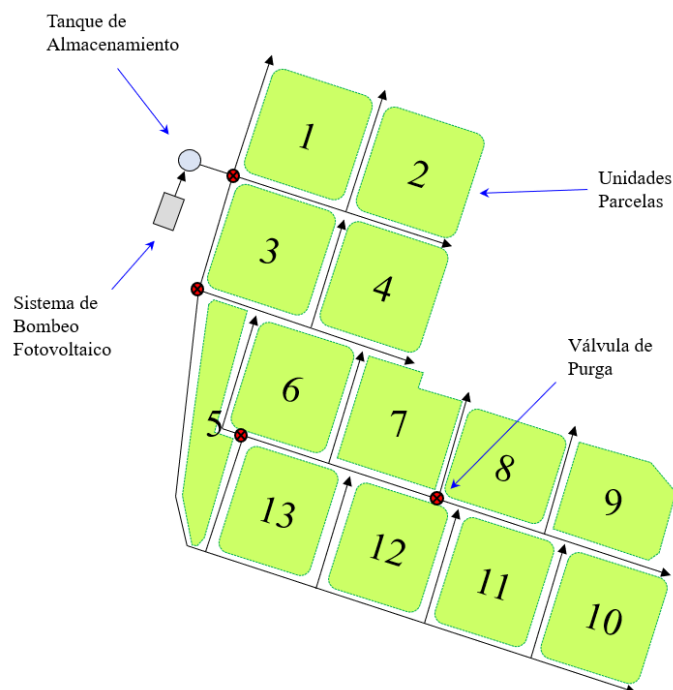 Tanque de
Almacenamiento
1
2
Unidades
Parcelas
3
4
Sistema de
Bombeo
Fotovoltaico
Válvula de
Purga
5
6
7
8
9
13
12
11
10